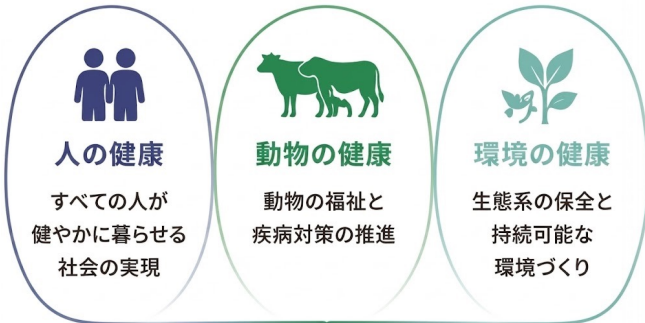 人の健康
すべての人が
健やかに暮らせる
社会の実現
動物の健康
動物の福祉と
疾病対策の推進
環境の健康
生態系の保全と
持続可能な
環境づくり